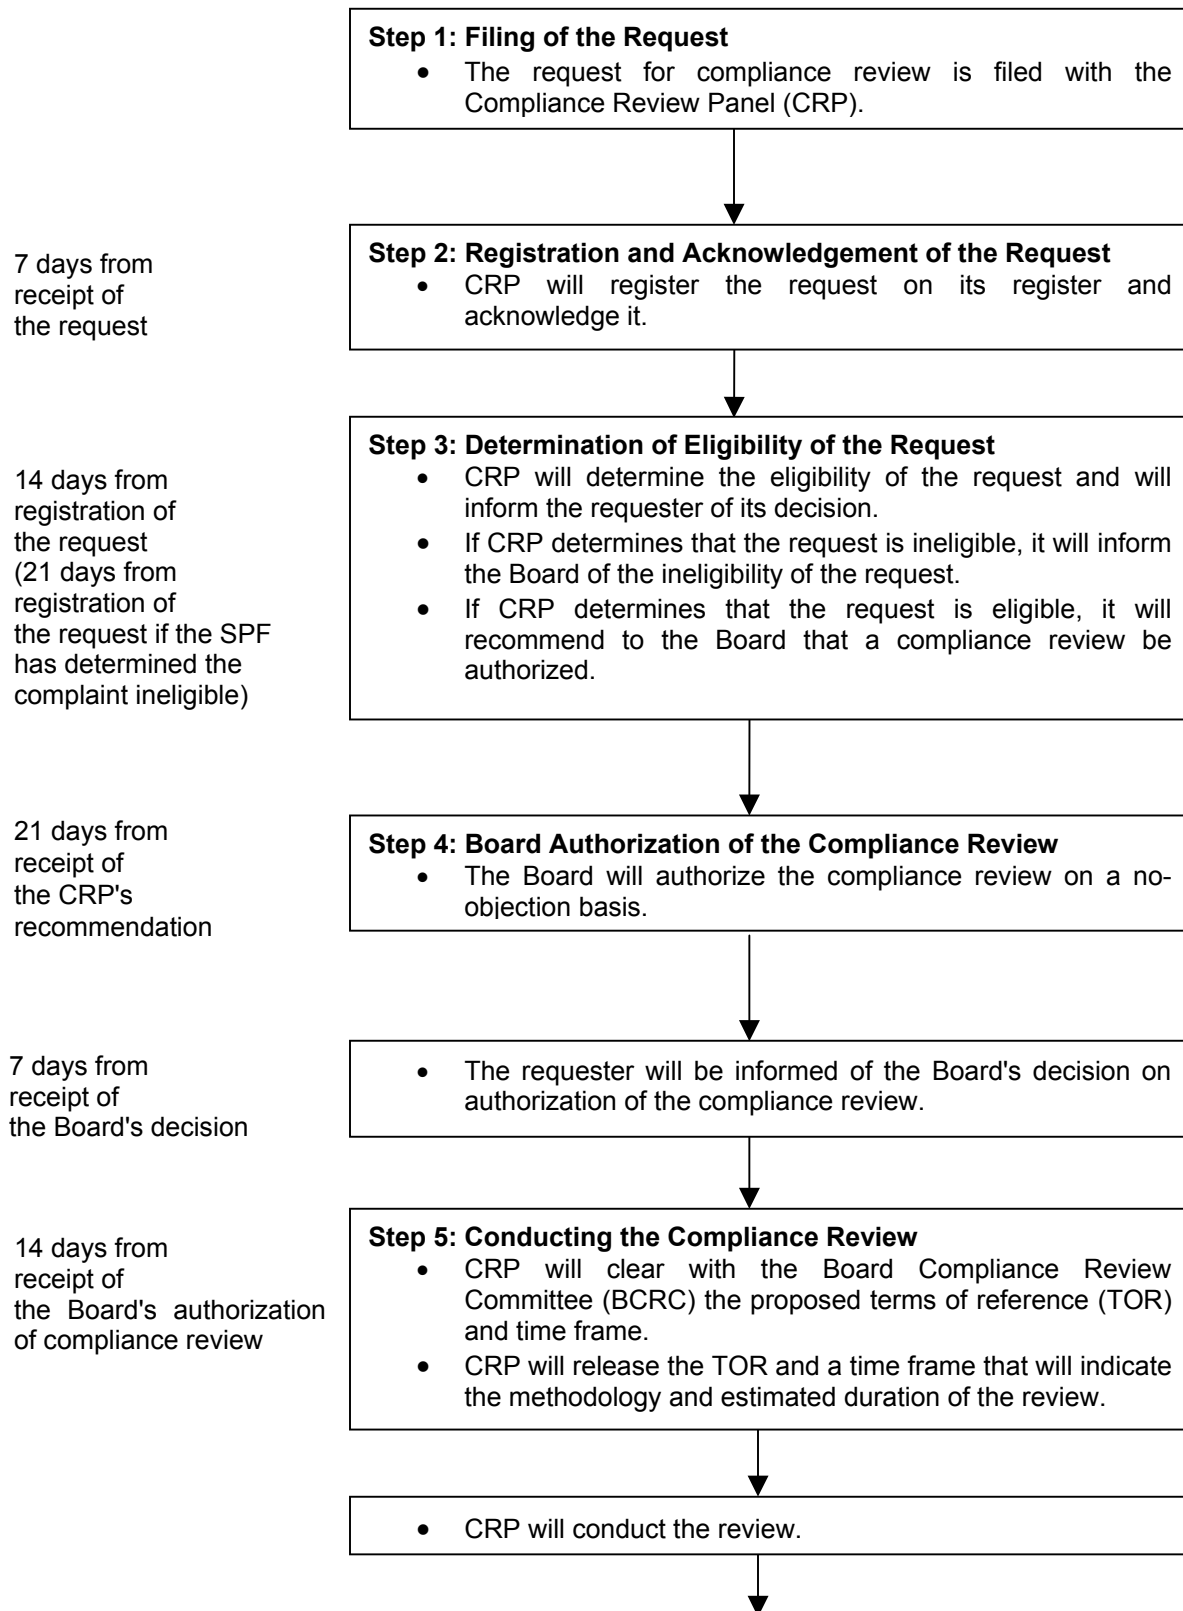 Step 1: Filing of the Request
• The request for compliance review is filed with the
Compliance Review Panel (CRP).
7 days from
receipt of
the request
Step 2: Registration and Acknowledgement of the Request
• CRP will register the request on its register and
acknowledge it.
14 days from
registration of
the request
(21 days from
registration of
the request if the SPF
has determined the
complaint ineligible)
Step 3: Determination of Eligibility of the Request
• CRP will determine the eligibility of the request and will
inform the requester of its decision.
• If CRP determines that the request is ineligible, it will inform
the Board of the ineligibility of the request.
• If CRP determines that the request is eligible, it will
recommend to the Board that a compliance review be
authorized.
21 days from
receipt of
the CRP's
recommendation
Step 4: Board Authorization of the Compliance Review
• The Board will authorize the compliance review on a no-
objection basis.
7 days from
receipt of
the Board's decision
• The requester will be informed of the Board's decision on
authorization of the compliance review.
14 days from
receipt of
the Board's authorization
of compliance review
Step 5: Conducting the Compliance Review
• CRP will clear with the Board Compliance Review
Committee (BCRC) the proposed terms of reference (TOR)
and time frame.
• CRP will release the TOR and a time frame that will indicate
the methodology and estimated duration of the review.
• CRP will conduct the review.